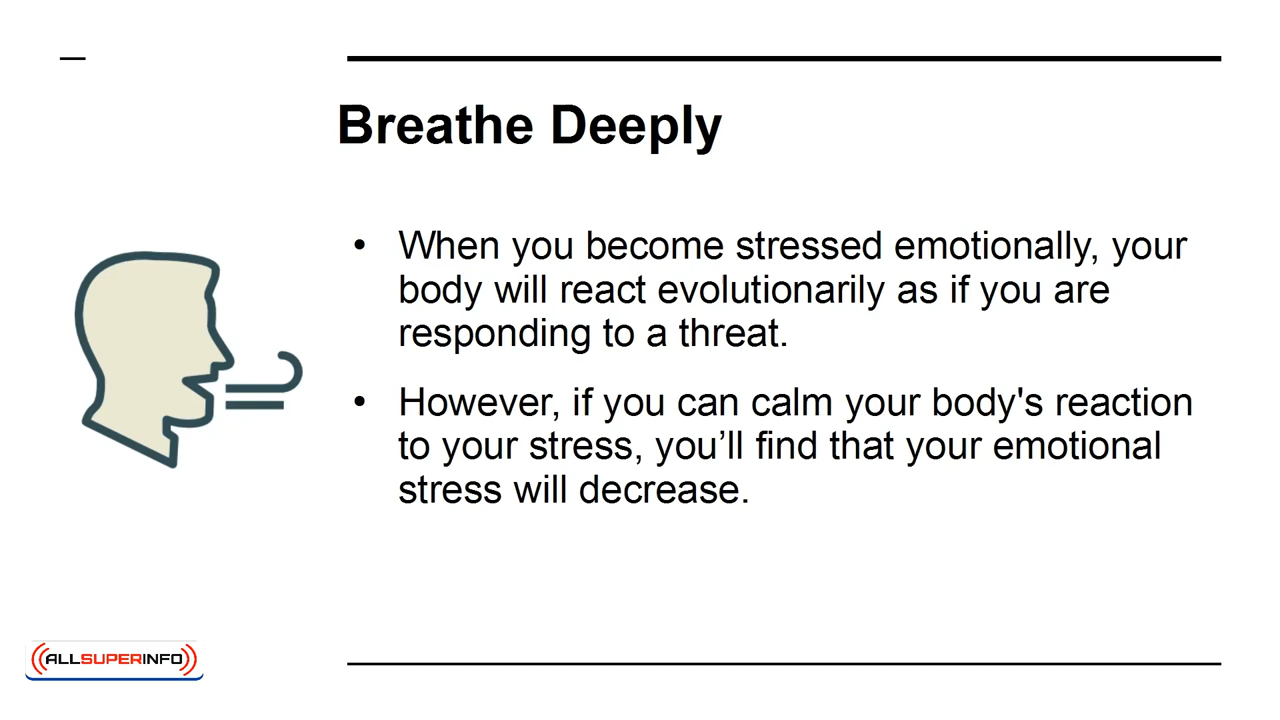 Breathe Deeply
• When you become stressed emotionally, your
body will react evolutionarily as if you are
responding to a threat.
• However, if you can calm your body's reaction
to your stress, you’ll find that your emotional
stress will decrease.
ALLSUPERINFO